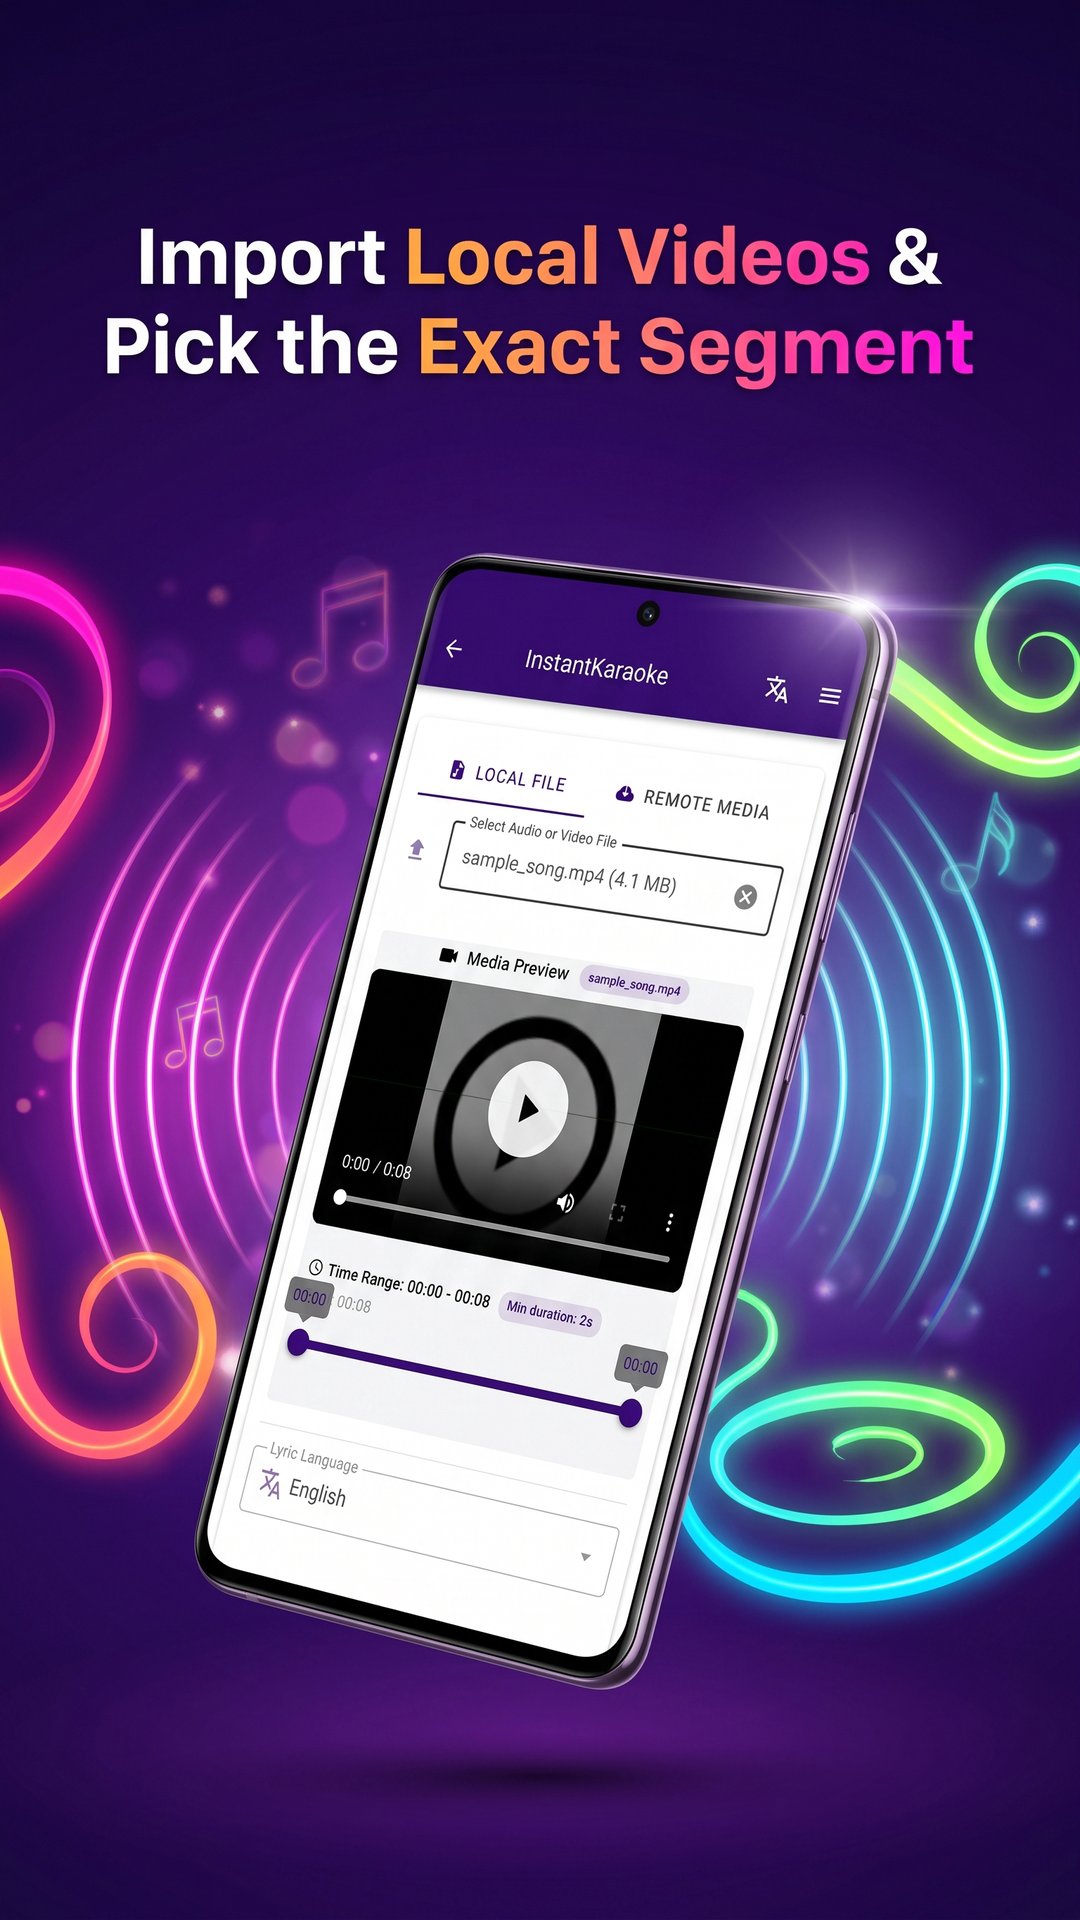 Import Local Videos &
Pick the Exact Segment
InstantKaraoke
LOCAL FILE
REMOTE MEDIA
Select Audio or Video File
sample_song.mp4 (4.1 MB)
Media Preview
sample_song.mp4
0:00 / 0:08
Time Range: 00:00 - 00:08
Min duration: 2s
00:00
: 00:08
00:00
Lyric Language
English